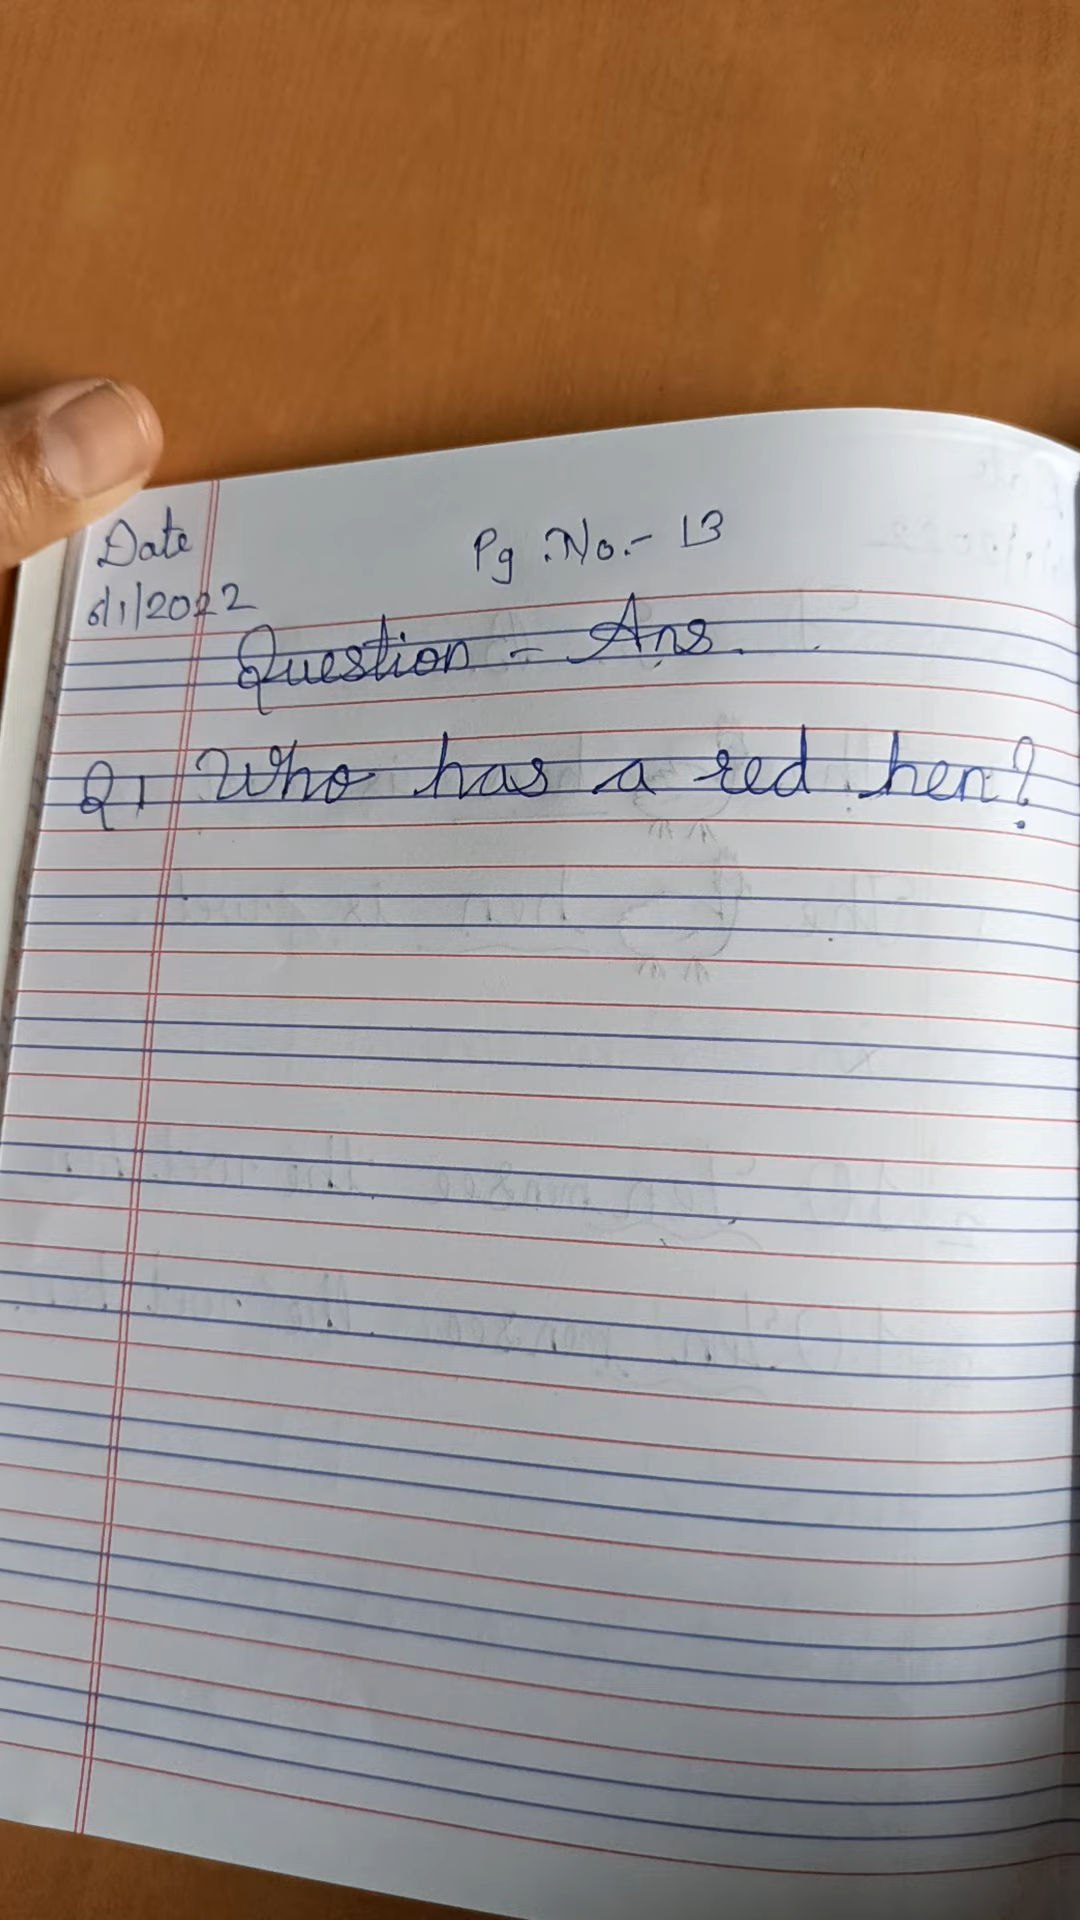 Date
Pg. No.- 13
6/1/2022
Question - Ans.
Q1 Who has a red hen?